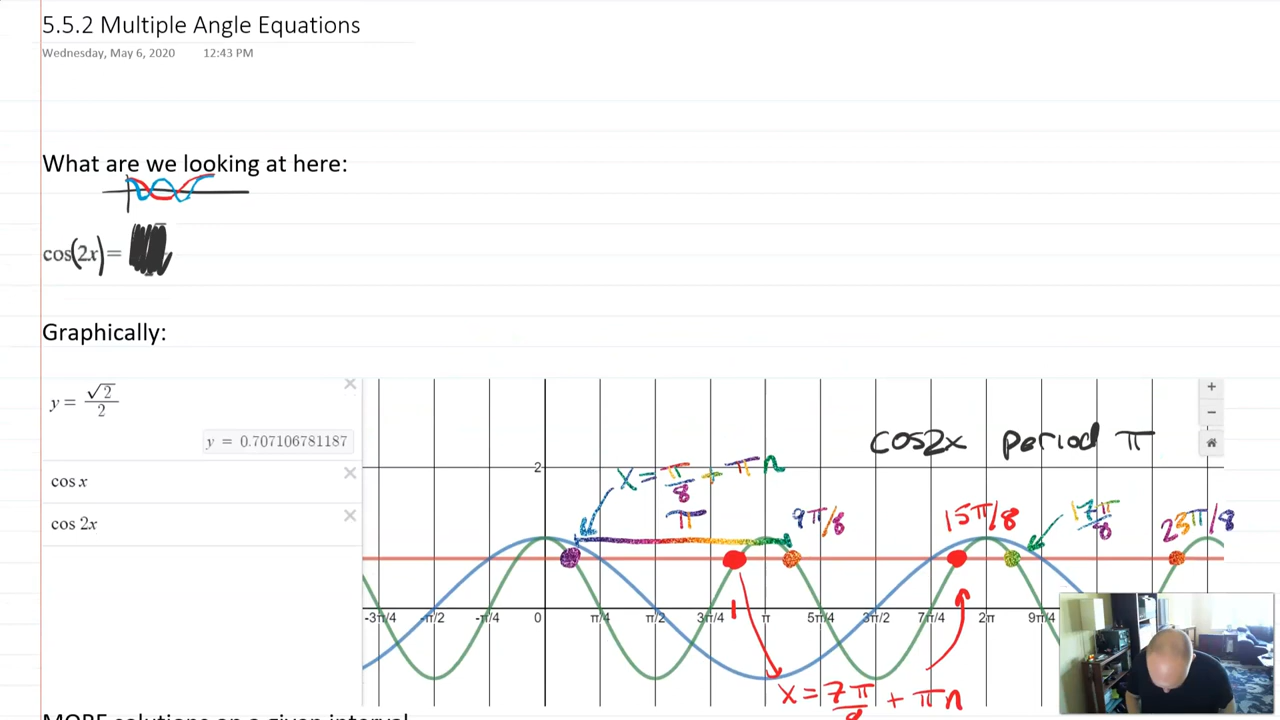 5.5.2 Multiple Angle Equations
Wednesday, May 6, 2020 12:43 PM
What are we looking at here:
cos(2x)=
Graphically:
y = √2/2
y = 0.707106781187
cos x
cos 2x
cos2x period π
2
x = π/8 + πn
π
9π/8
15π/8
17π/8
23π/8
-3π/4 -π/2 -π/4 0 π/4 π/2 3π/4 π 5π/4 3π/2 7π/4 2π 9π/4
x = 7π/8 + πn
MORE solutions on a given interval